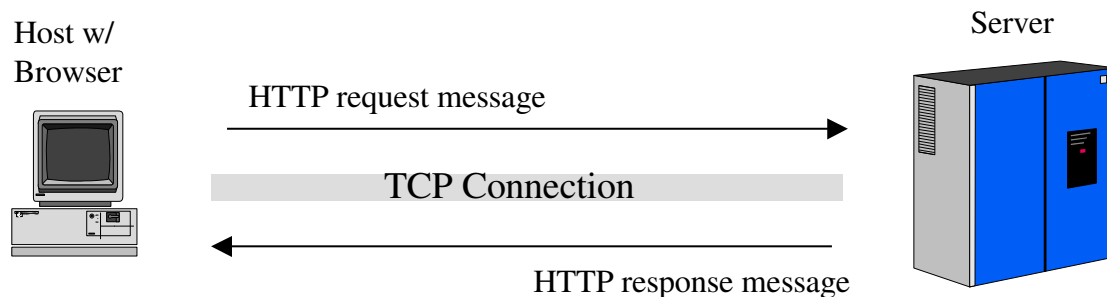 Host w/
Browser
Server
HTTP request message
TCP Connection
HTTP response message